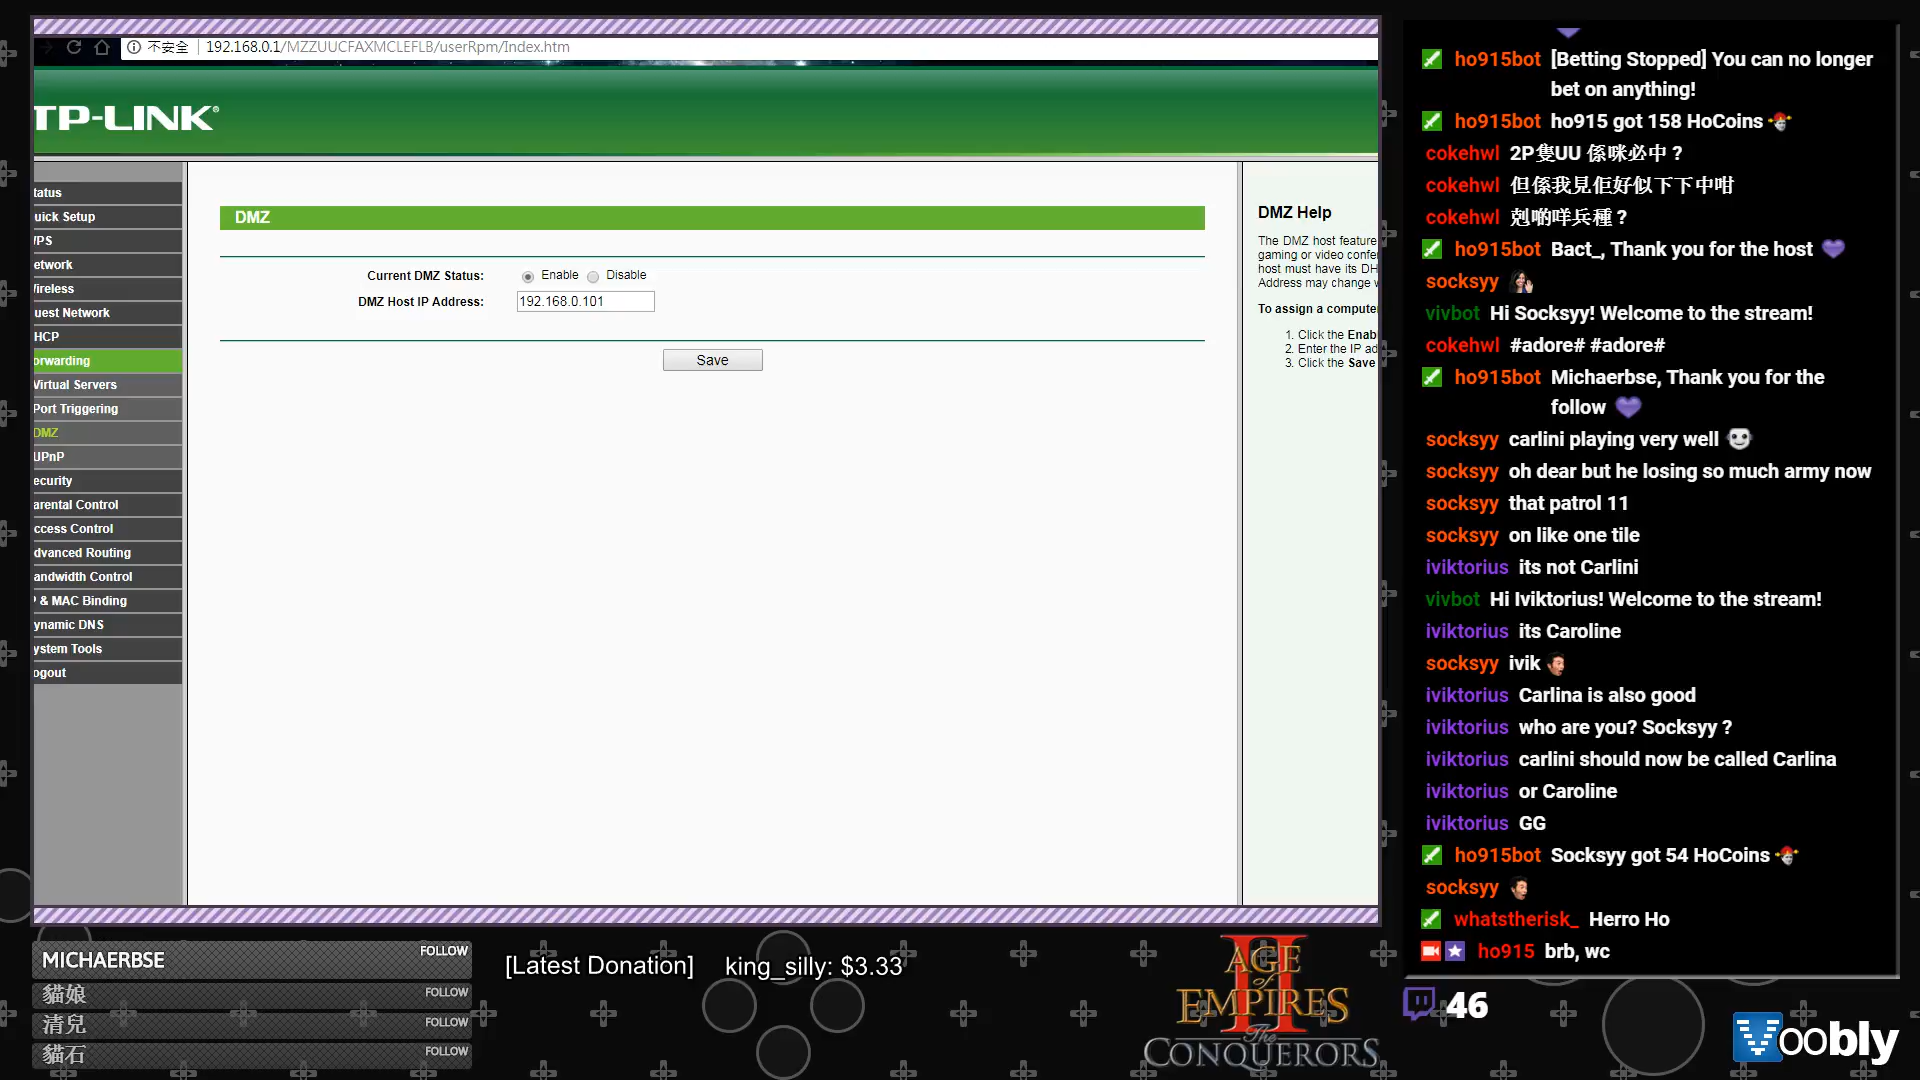 不安全 192.168.0.1/MZZUUCFAXMCLEFLB/userRpm/Index.htm
TP-LINK®
tatus
uick Setup
PS
etwork
ireless
uest Network
HCP
orwarding
Virtual Servers
Port Triggering
DMZ
UPnP
ecurity
arental Control
ccess Control
dvanced Routing
andwidth Control
P & MAC Binding
ynamic DNS
ystem Tools
ogout
DMZ
Current DMZ Status: Enable Disable
DMZ Host IP Address: 192.168.0.101
Save
DMZ Help
The DMZ host feature
gaming or video confe
host must have its DH
Address may change w
To assign a compute
1. Click the Enab
2. Enter the IP ad
3. Click the Save
ho915bot [Betting Stopped] You can no longer
bet on anything!
ho915bot ho915 got 158 HoCoins
cokehwl 2P隻UU 係咪必中？
cokehwl 但係我見佢好似下下中咁
cokehwl 剋啲咩兵種？
ho915bot Bact_, Thank you for the host
socksyy
vivbot Hi Socksyy! Welcome to the stream!
cokehwl #adore# #adore#
ho915bot Michaerbse, Thank you for the
follow
socksyy carlini playing very well
socksyy oh dear but he losing so much army now
socksyy that patrol 11
socksyy on like one tile
iviktorius its not Carlini
vivbot Hi Iviktorius! Welcome to the stream!
iviktorius its Caroline
socksyy ivik
iviktorius Carlina is also good
iviktorius who are you? Socksyy ?
iviktorius carlini should now be called Carlina
iviktorius or Caroline
iviktorius GG
ho915bot Socksyy got 54 HoCoins
socksyy
whatstherisk_ Herro Ho
ho915 brb, wc
MICHAERBSE FOLLOW
貓娘 FOLLOW
清兒 FOLLOW
貓石 FOLLOW
[Latest Donation] king_silly: $3.33
AGE
of
EMPIRES
II
The
CONQUERORS
46
Voobly